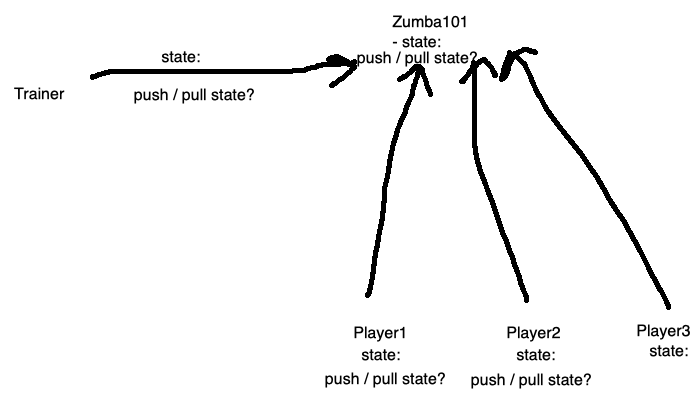 Zumba101
- state:
push / pull state?
state:
push / pull state?
Trainer
Player1
state:
push / pull state?
Player2
state:
push / pull state?
Player3
state: